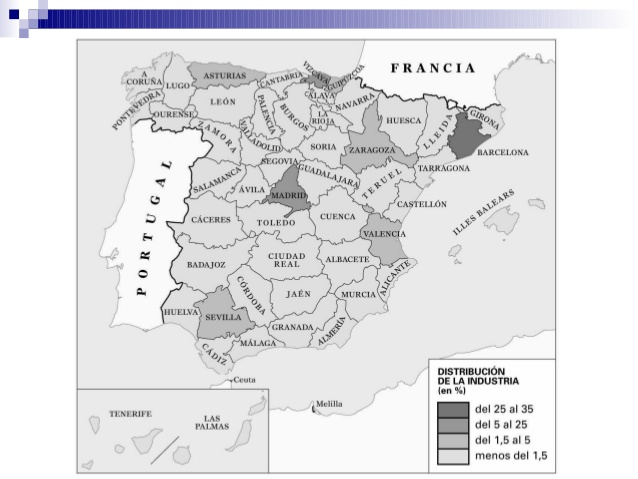 FRANCIA
A
CORUÑA
LUGO
ASTURIAS
CANTABRIA
VIZCAYA
GUIPÚZCOA
ÁLAVA
NAVARRA
PONTEVEDRA
OURENSE
LEÓN
PALENCIA
BURGOS
LA
RIOJA
HUESCA
LLEIDA
GIRONA
BARCELONA
ZAMORA
VALLADOLID
SORIA
ZARAGOZA
TARRAGONA
SEGOVIA
GUADALAJARA
TERUEL
SALAMANCA
ÁVILA
MADRID
CASTELLÓN
ILLES BALEARS
PORTUGAL
CÁCERES
TOLEDO
CUENCA
VALENCIA
BADAJOZ
CIUDAD
REAL
ALBACETE
ALICANTE
CÓRDOBA
JAÉN
MURCIA
HUELVA
SEVILLA
GRANADA
ALMERÍA
CÁDIZ
MÁLAGA
Ceuta
Melilla
TENERIFE
LAS
PALMAS
DISTRIBUCIÓN
DE LA INDUSTRIA
(en %)
del 25 al 35
del 5 al 25
del 1,5 al 5
menos del 1,5